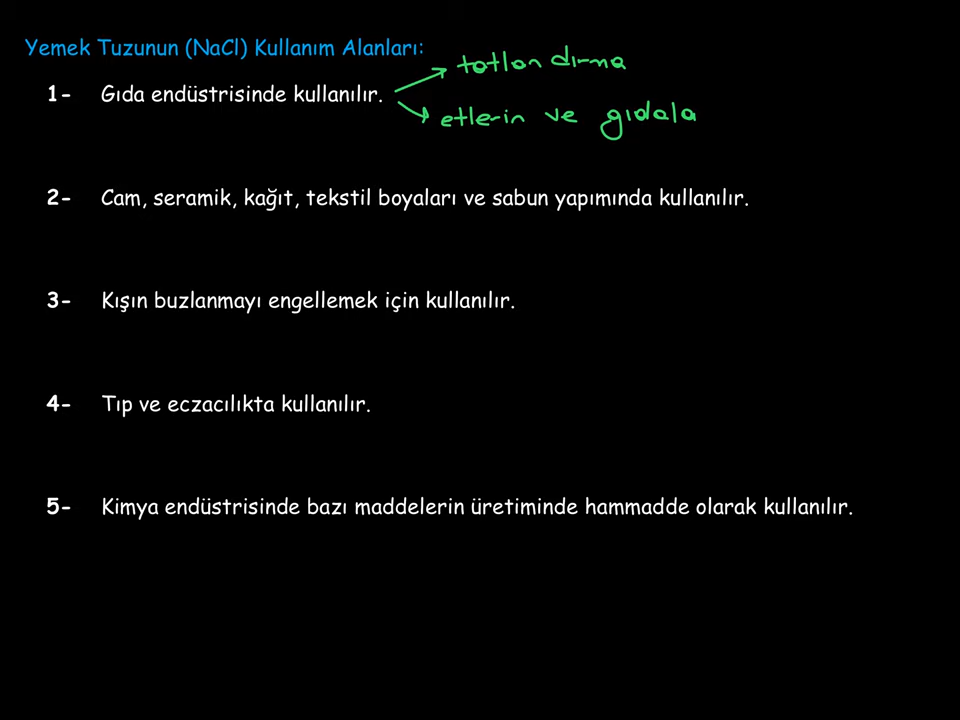 Yemek Tuzunun (NaCl) Kullanım Alanları:
tatlandırma
1- Gıda endüstrisinde kullanılır.
etlerin ve gıdala
2- Cam, seramik, kağıt, tekstil boyaları ve sabun yapımında kullanılır.
3- Kışın buzlanmayı engellemek için kullanılır.
4- Tıp ve eczacılıkta kullanılır.
5- Kimya endüstrisinde bazı maddelerin üretiminde hammadde olarak kullanılır.